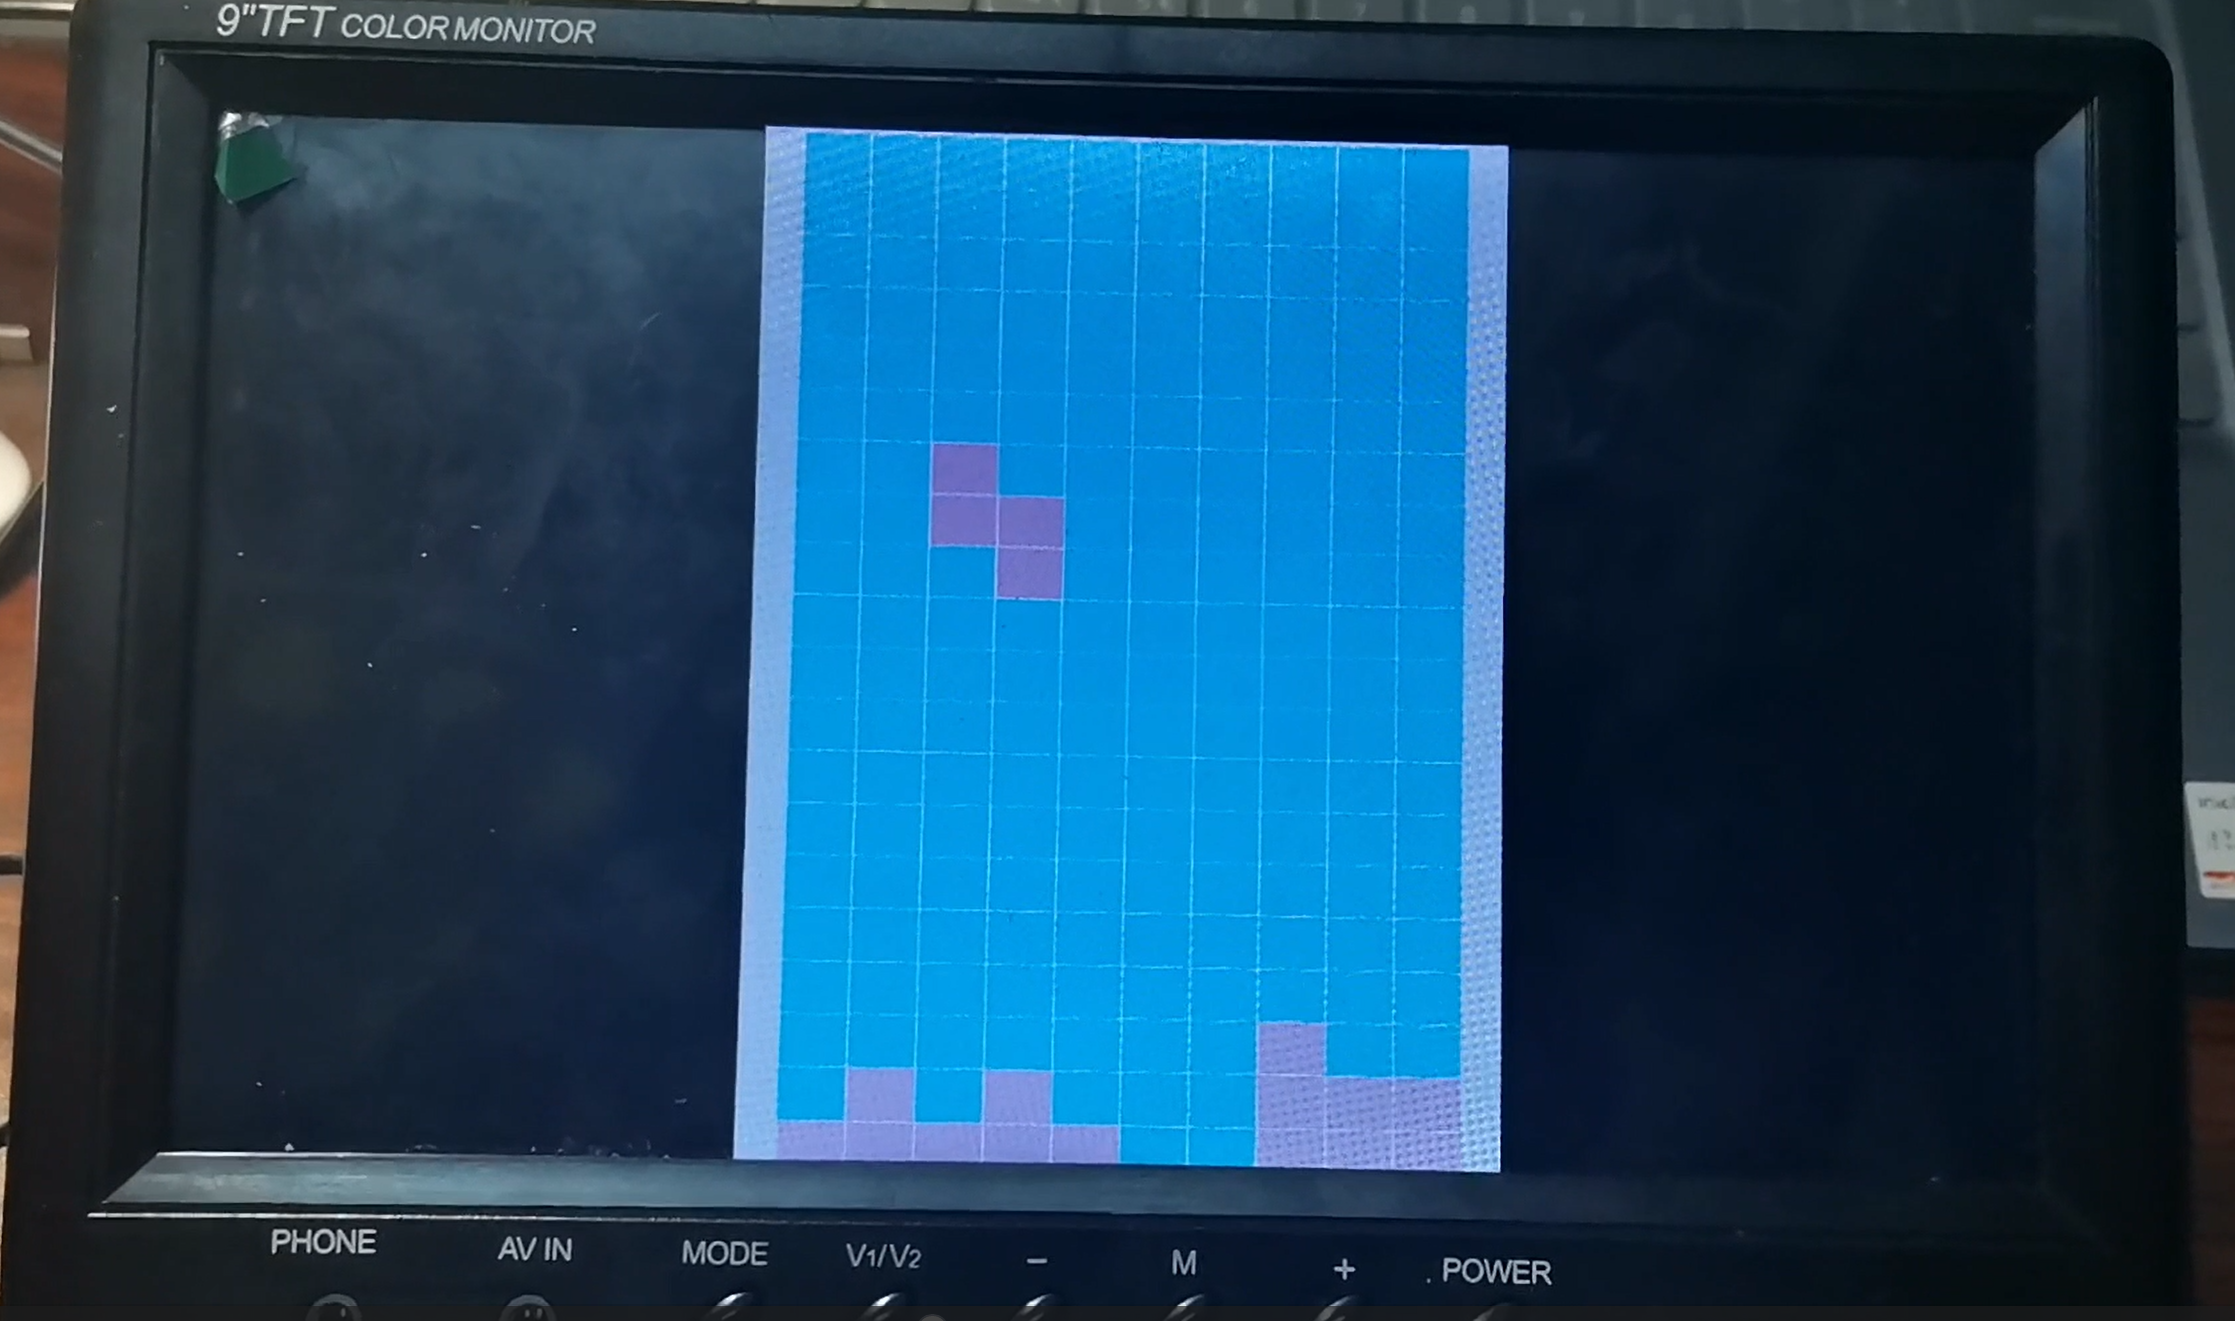 9"TFT COLOR MONITOR
PHONE AV IN MODE V1/V2 − M + . POWER